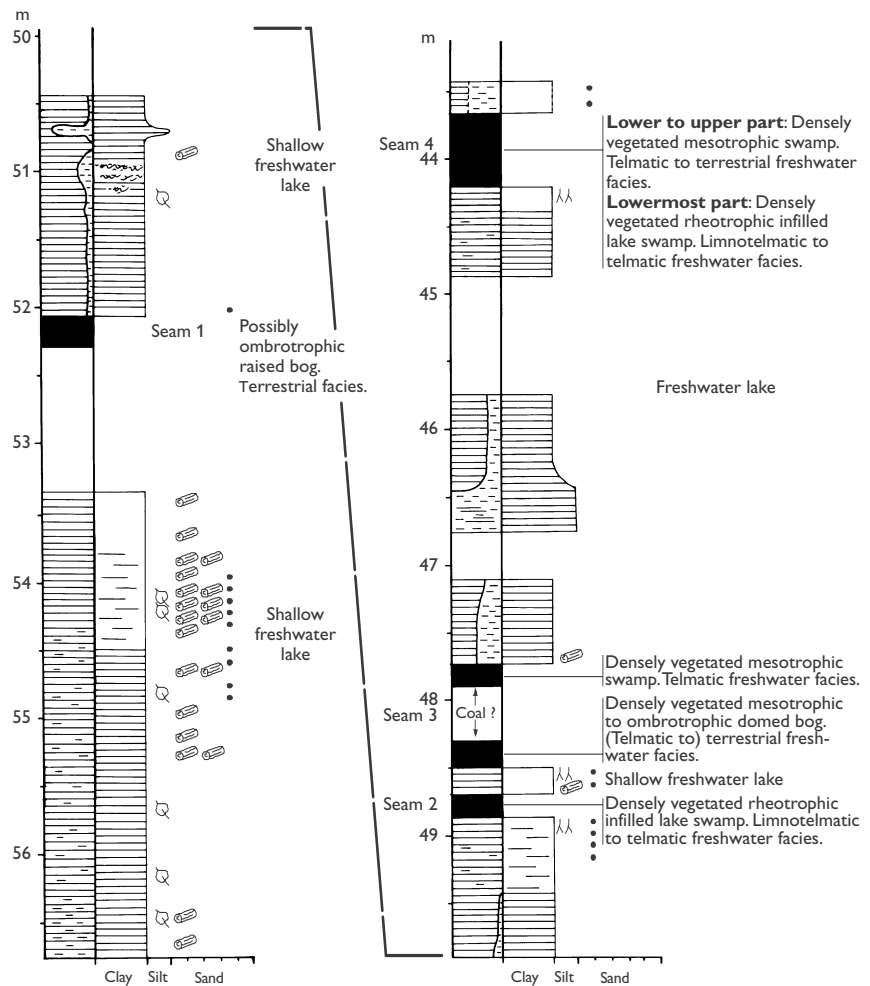 m
50
51
52
53
54
55
56
Shallow
freshwater
lake
Seam 1
Possibly
ombrotrophic
raised bog.
Terrestrial facies.
Shallow
freshwater
lake
Clay Silt Sand
m
44
45
46
47
48
49
Seam 4
Lower to upper part: Densely
vegetated mesotrophic swamp.
Telmatic to terrestrial freshwater
facies.
Lowermost part: Densely
vegetated rheotrophic infilled
lake swamp. Limnotelmatic to
telmatic freshwater facies.
Freshwater lake
Densely vegetated mesotrophic
swamp. Telmatic freshwater facies.
Seam 3
Coal ?
Densely vegetated mesotrophic
to ombrotrophic domed bog.
(Telmatic to) terrestrial fresh-
water facies.
Shallow freshwater lake
Seam 2
Densely vegetated rheotrophic
infilled lake swamp. Limnotelmatic
to telmatic freshwater facies.
Clay Silt Sand